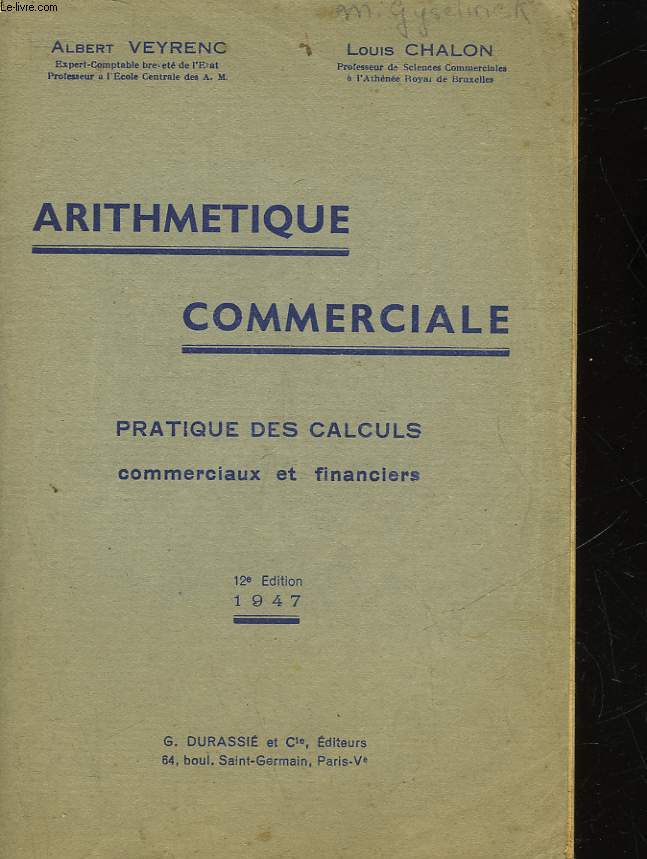 Le-livre.com
M. Gyselinck
ALBERT VEYRENC
Expert-Comptable breveté de l'Etat
Professeur à l'Ecole Centrale des A. M.
LOUIS CHALON
Professeur de Sciences Commerciales
à l'Athénée Royal de Bruxelles
ARITHMETIQUE
COMMERCIALE
PRATIQUE DES CALCULS
commerciaux et financiers
12e Edition
1947
G. DURASSIÉ et Cie, Éditeurs
64, boul. Saint-Germain, Paris-Ve